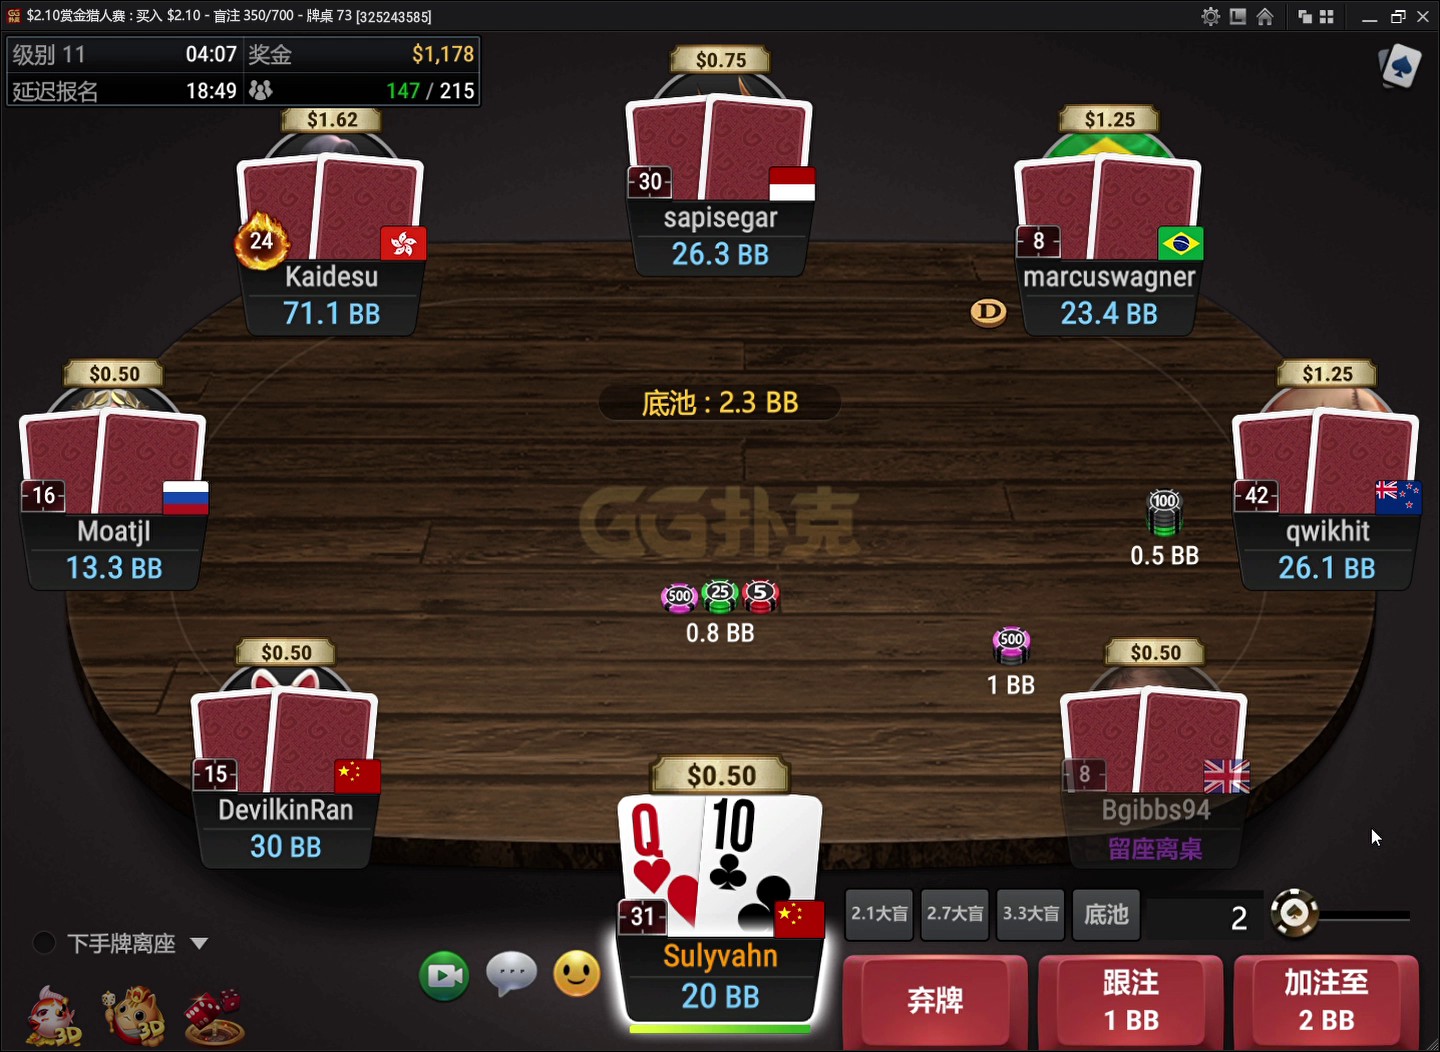 $2.10赏金猎人赛 : 买入 $2.10 - 盲注 350/700 - 牌桌 73 [325243585]
级别 11 04:07 奖金 $1,178
延迟报名 18:49 147 / 215
$0.75
30
sapisegar
26.3 BB
$1.62
24
Kaidesu
71.1 BB
$1.25
8
marcuswagner
23.4 BB
D
$0.50
16
Moatjl
13.3 BB
底池 : 2.3 BB
$1.25
42
qwikhit
26.1 BB
GG扑克
100
0.5 BB
500 25 5
0.8 BB
500
1 BB
$0.50
15
DevilkinRan
30 BB
$0.50
8
Bgibbs94
留座离桌
$0.50
Q 10
31
Sulyvahn
20 BB
2.1大盲 2.7大盲 3.3大盲 底池 2
下手牌离座
弃牌
跟注
1 BB
加注至
2 BB
3D
3D